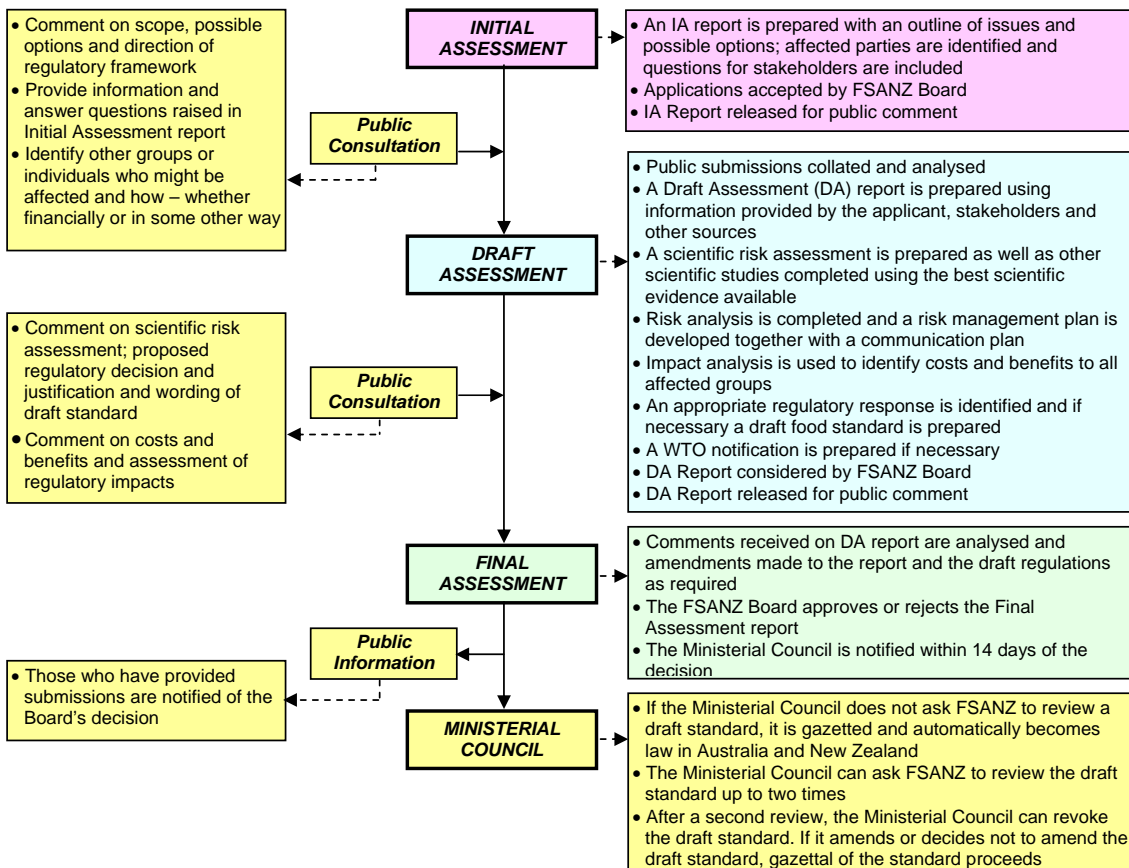 • Comment on scope, possible
options and direction of
regulatory framework
• Provide information and
answer questions raised in
Initial Assessment report
• Identify other groups or
individuals who might be
affected and how – whether
financially or in some other way
INITIAL
ASSESSMENT
• An IA report is prepared with an outline of issues and
possible options; affected parties are identified and
questions for stakeholders are included
• Applications accepted by FSANZ Board
• IA Report released for public comment
Public
Consultation
DRAFT
ASSESSMENT
• Public submissions collated and analysed
• A Draft Assessment (DA) report is prepared using
information provided by the applicant, stakeholders and
other sources
• A scientific risk assessment is prepared as well as other
scientific studies completed using the best scientific
evidence available
• Risk analysis is completed and a risk management plan is
developed together with a communication plan
• Impact analysis is used to identify costs and benefits to all
affected groups
• An appropriate regulatory response is identified and if
necessary a draft food standard is prepared
• A WTO notification is prepared if necessary
• DA Report considered by FSANZ Board
• DA Report released for public comment
• Comment on scientific risk
assessment; proposed
regulatory decision and
justification and wording of
draft standard
• Comment on costs and
benefits and assessment of
regulatory impacts
Public
Consultation
FINAL
ASSESSMENT
• Comments received on DA report are analysed and
amendments made to the report and the draft regulations
as required
• The FSANZ Board approves or rejects the Final
Assessment report
• The Ministerial Council is notified within 14 days of the
decision
Public
Information
• Those who have provided
submissions are notified of the
Board's decision
MINISTERIAL
COUNCIL
• If the Ministerial Council does not ask FSANZ to review a
draft standard, it is gazetted and automatically becomes
law in Australia and New Zealand
• The Ministerial Council can ask FSANZ to review the draft
standard up to two times
• After a second review, the Ministerial Council can revoke
the draft standard. If it amends or decides not to amend the
draft standard, gazettal of the standard proceeds